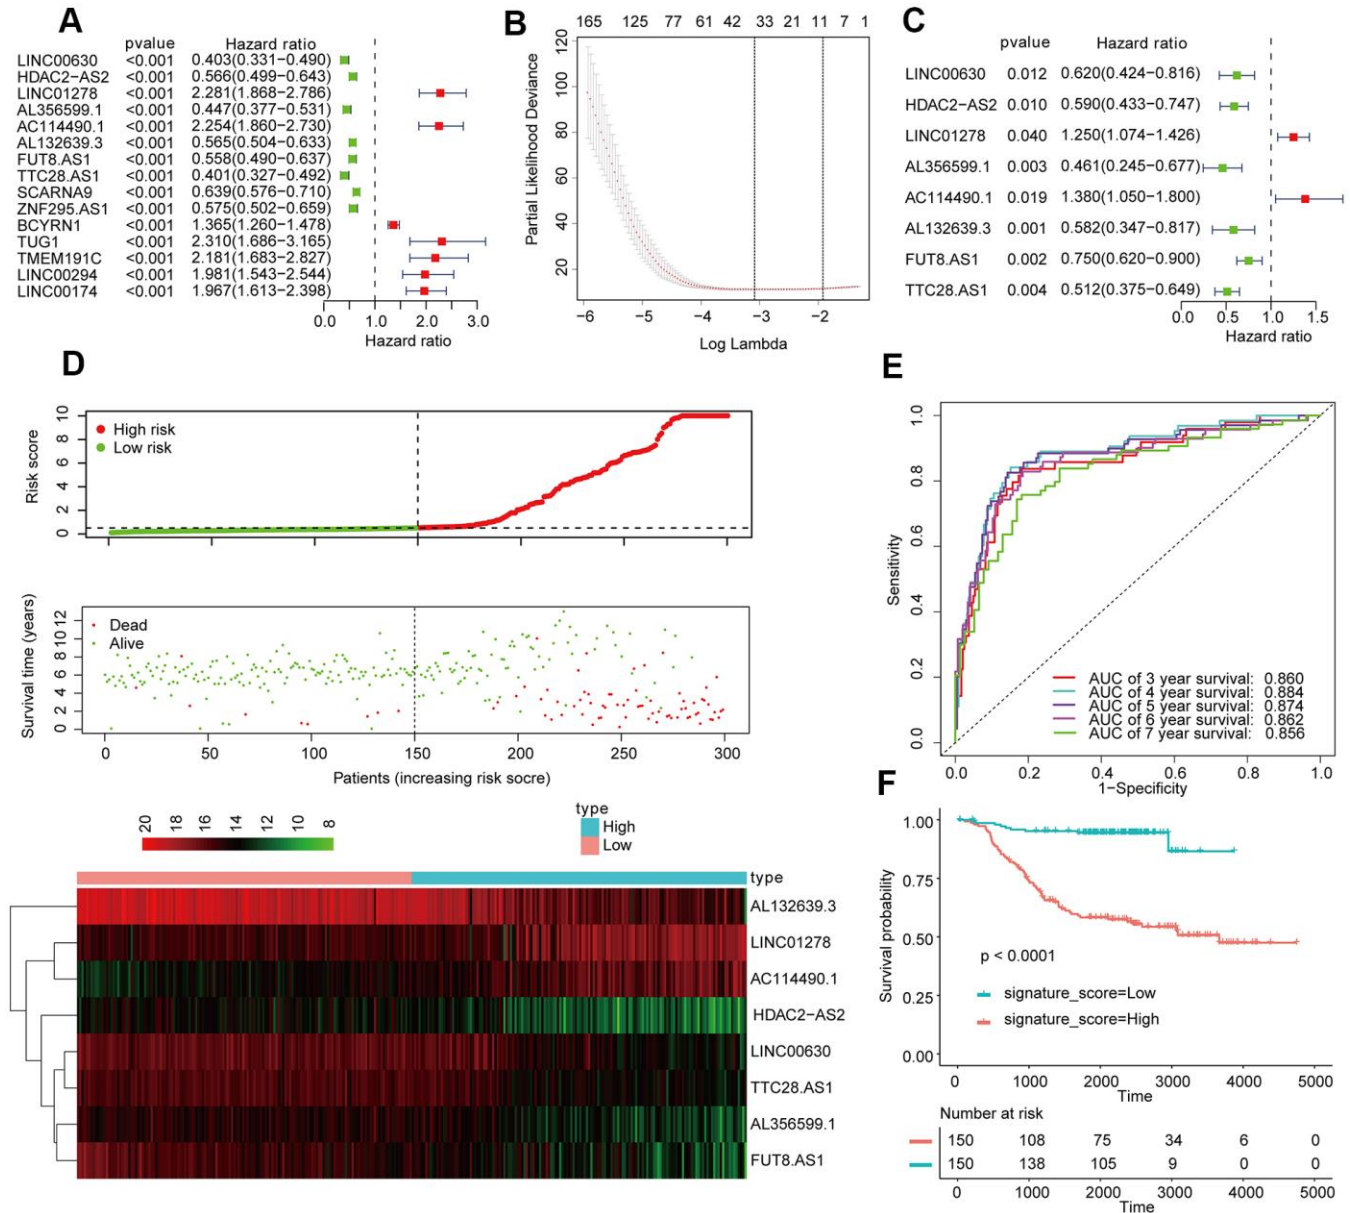 A
pvalue Hazard ratio
LINC00630 <0.001 0.403(0.331−0.490)
HDAC2−AS2 <0.001 0.566(0.499−0.643)
LINC01278 <0.001 2.281(1.868−2.786)
AL356599.1 <0.001 0.447(0.377−0.531)
AC114490.1 <0.001 2.254(1.860−2.730)
AL132639.3 <0.001 0.565(0.504−0.633)
FUT8.AS1 <0.001 0.558(0.490−0.637)
TTC28.AS1 <0.001 0.401(0.327−0.492)
SCARNA9 <0.001 0.639(0.576−0.710)
ZNF295.AS1 <0.001 0.575(0.502−0.659)
BCYRN1 <0.001 1.365(1.260−1.478)
TUG1 <0.001 2.310(1.686−3.165)
TMEM191C <0.001 2.181(1.683−2.827)
LINC00294 <0.001 1.981(1.543−2.544)
LINC00174 <0.001 1.967(1.613−2.398)
0.0 1.0 2.0 3.0
Hazard ratio
B
165 125 77 61 42 33 21 11 7 1
Partial Likelihood Deviance
120
100
80
60
40
20
−6 −5 −4 −3 −2
Log Lambda
C
pvalue Hazard ratio
LINC00630 0.012 0.620(0.424−0.816)
HDAC2−AS2 0.010 0.590(0.433−0.747)
LINC01278 0.040 1.250(1.074−1.426)
AL356599.1 0.003 0.461(0.245−0.677)
AC114490.1 0.019 1.380(1.050−1.800)
AL132639.3 0.001 0.582(0.347−0.817)
FUT8.AS1 0.002 0.750(0.620−0.900)
TTC28.AS1 0.004 0.512(0.375−0.649)
0.0 0.5 1.0 1.5
Hazard ratio
D
Risk score
10
8
6
4
2
0
High risk
Low risk
Survival time (years)
12
10
8
6
4
2
0
Dead
Alive
0 50 100 150 200 250 300
Patients (increasing risk socre)
20 18 16 14 12 10 8
type
High
Low
type
AL132639.3
LINC01278
AC114490.1
HDAC2−AS2
LINC00630
TTC28.AS1
AL356599.1
FUT8.AS1
E
Sensitivity
1.0
0.8
0.6
0.4
0.2
0.0
AUC of 3 year survival: 0.860
AUC of 4 year survival: 0.884
AUC of 5 year survival: 0.874
AUC of 6 year survival: 0.862
AUC of 7 year survival: 0.856
0.0 0.2 0.4 0.6 0.8 1.0
1−Specificity
F
Survival probability
1.00
0.75
0.50
0.25
0.00
p < 0.0001
signature_score=Low
signature_score=High
0 1000 2000 3000 4000 5000
Time
Number at risk
150 108 75 34 6 0
150 138 105 9 0 0
0 1000 2000 3000 4000 5000
Time